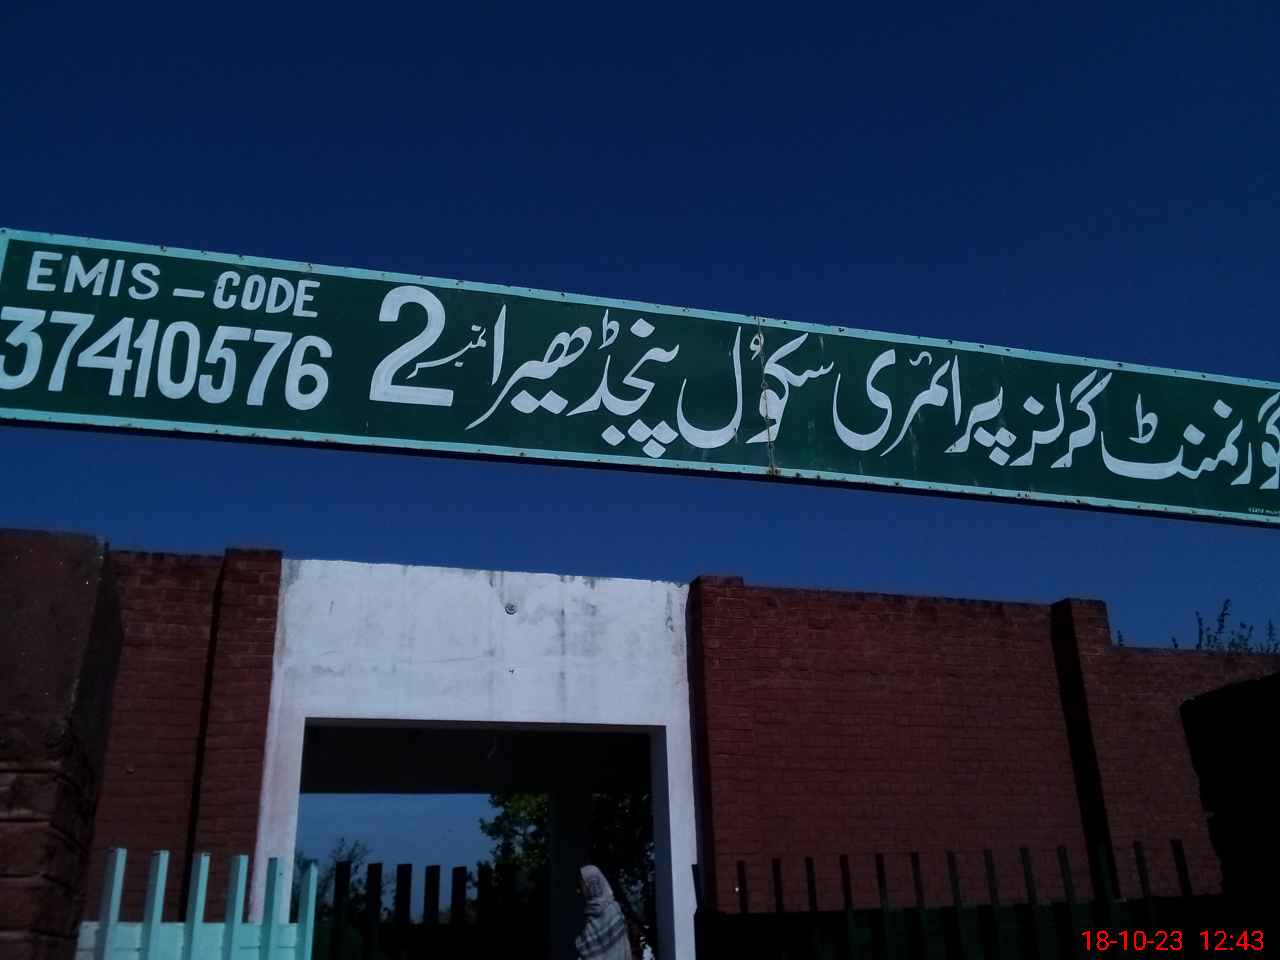 گورنمنٹ گرلز پرائمری سکول پنجڈھیرا نمبر 2
EMIS - CODE
37410576
18-10-23 12:43